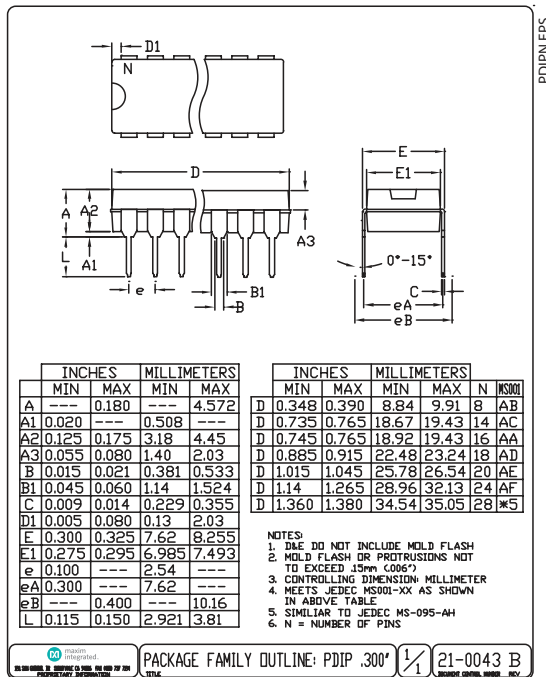 PDIPN.EPS
D1
N
D
A A2
A3
L A1
e
B1
B
E
E1
0°-15°
C
eA
eB
INCHES MILLIMETERS
MIN MAX MIN MAX
A --- 0.180 --- 4.572
A1 0.020 --- 0.508 ---
A2 0.125 0.175 3.18 4.45
A3 0.055 0.080 1.40 2.03
B 0.015 0.021 0.381 0.533
B1 0.045 0.060 1.14 1.524
C 0.009 0.014 0.229 0.355
D1 0.005 0.080 0.13 2.03
E 0.300 0.325 7.62 8.255
E1 0.275 0.295 6.985 7.493
e 0.100 --- 2.54 ---
eA 0.300 --- 7.62 ---
eB --- 0.400 --- 10.16
L 0.115 0.150 2.921 3.81
INCHES MILLIMETERS
MIN MAX MIN MAX N MS001
D 0.348 0.390 8.84 9.91 8 AB
D 0.735 0.765 18.67 19.43 14 AC
D 0.745 0.765 18.92 19.43 16 AA
D 0.885 0.915 22.48 23.24 18 AD
D 1.015 1.045 25.78 26.54 20 AE
D 1.14 1.265 28.96 32.13 24 AF
D 1.360 1.380 34.54 35.05 28 *5
NOTES:
1. D&E DO NOT INCLUDE MOLD FLASH
2. MOLD FLASH OR PROTRUSIONS NOT
TO EXCEED .15mm (.006")
3. CONTROLLING DIMENSION: MILLIMETER
4. MEETS JEDEC MS001-XX AS SHOWN
IN ABOVE TABLE
5. SIMILIAR TO JEDEC MS-095-AH
6. N = NUMBER OF PINS
maxim
integrated.
PROPRIETARY INFORMATION
PACKAGE FAMILY OUTLINE: PDIP .300"
TITLE
1/1
21-0043 B
DOCUMENT CONTROL NUMBER REV